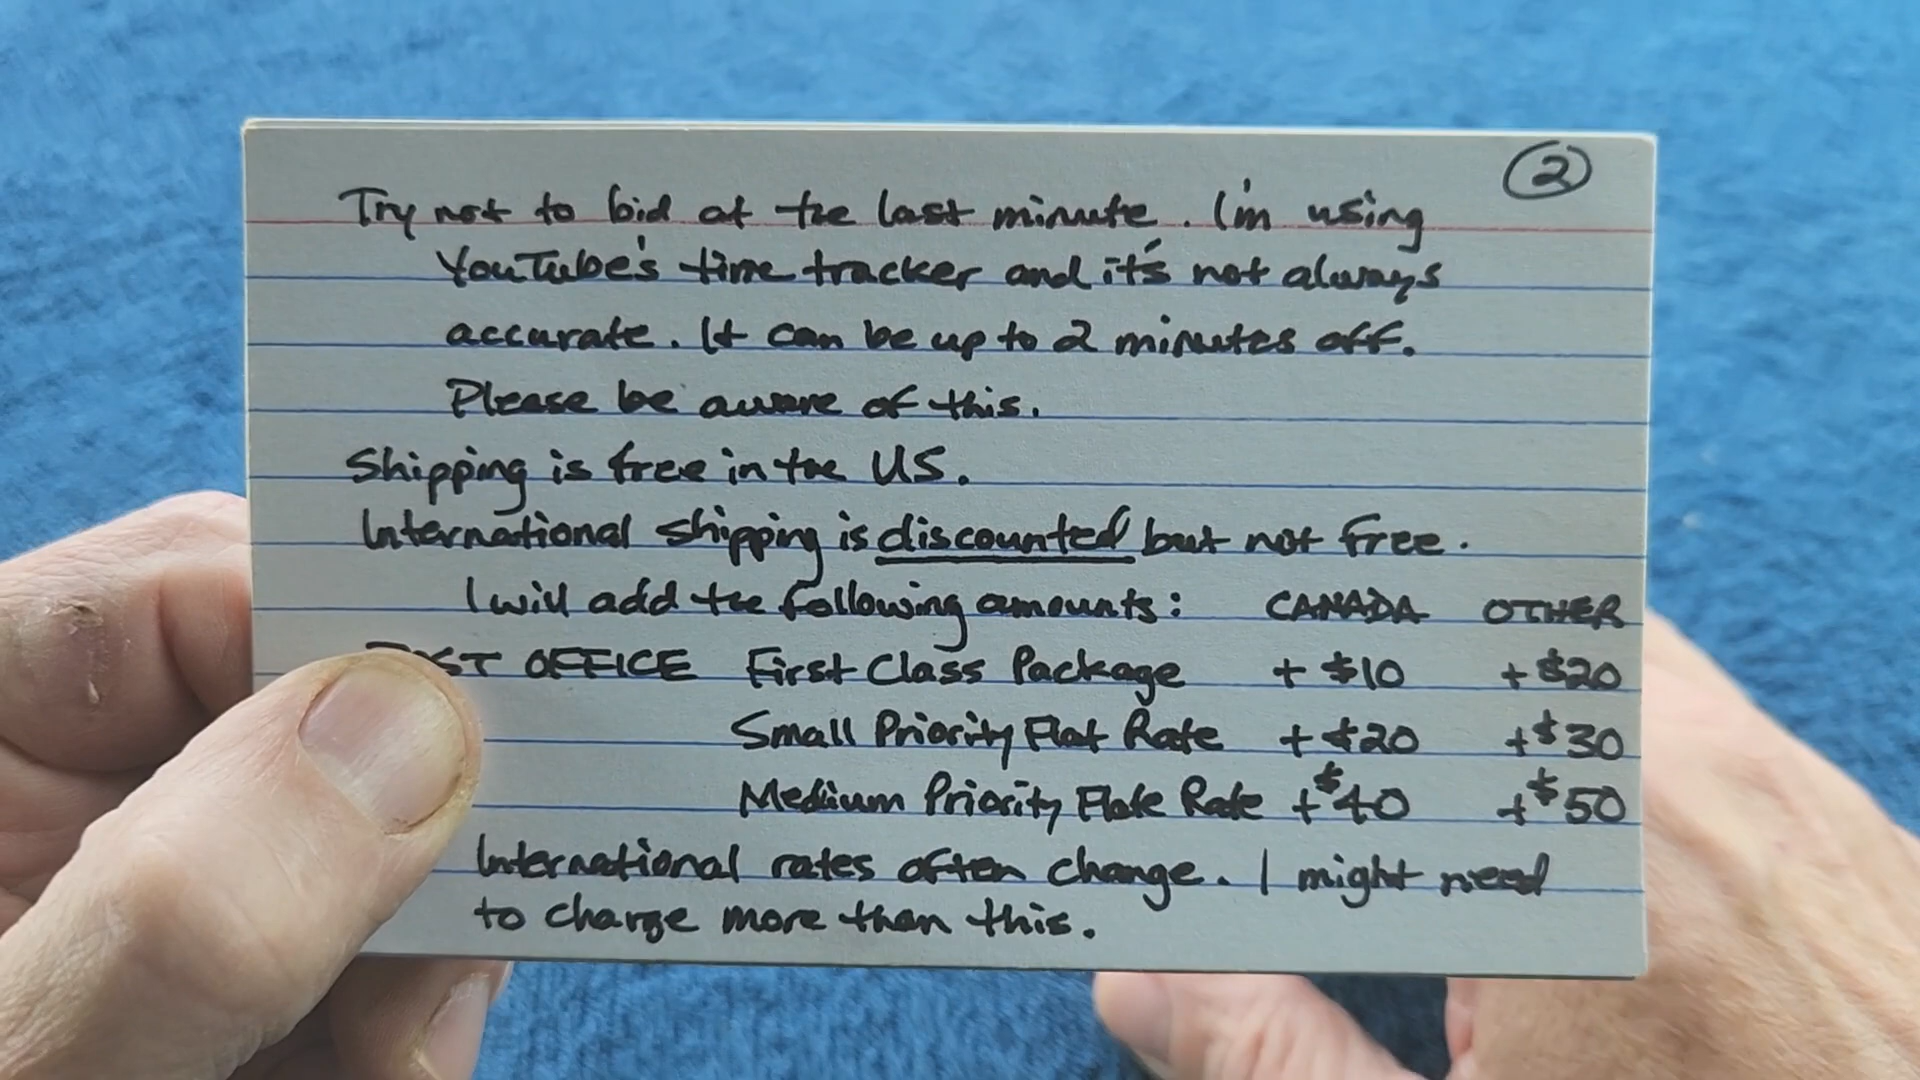 2
Try not to bid at the last minute. I'm using
YouTube's time tracker and it's not always
accurate. It can be up to 2 minutes off.
Please be aware of this.
Shipping is free in the US.
International shipping is discounted but not free.
I will add the following amounts: CANADA OTHER
POST OFFICE First Class Package +$10 +$20
Small Priority Flat Rate +$20 +$30
Medium Priority Flate Rate +$40 +$50
International rates often change. I might need
to charge more than this.